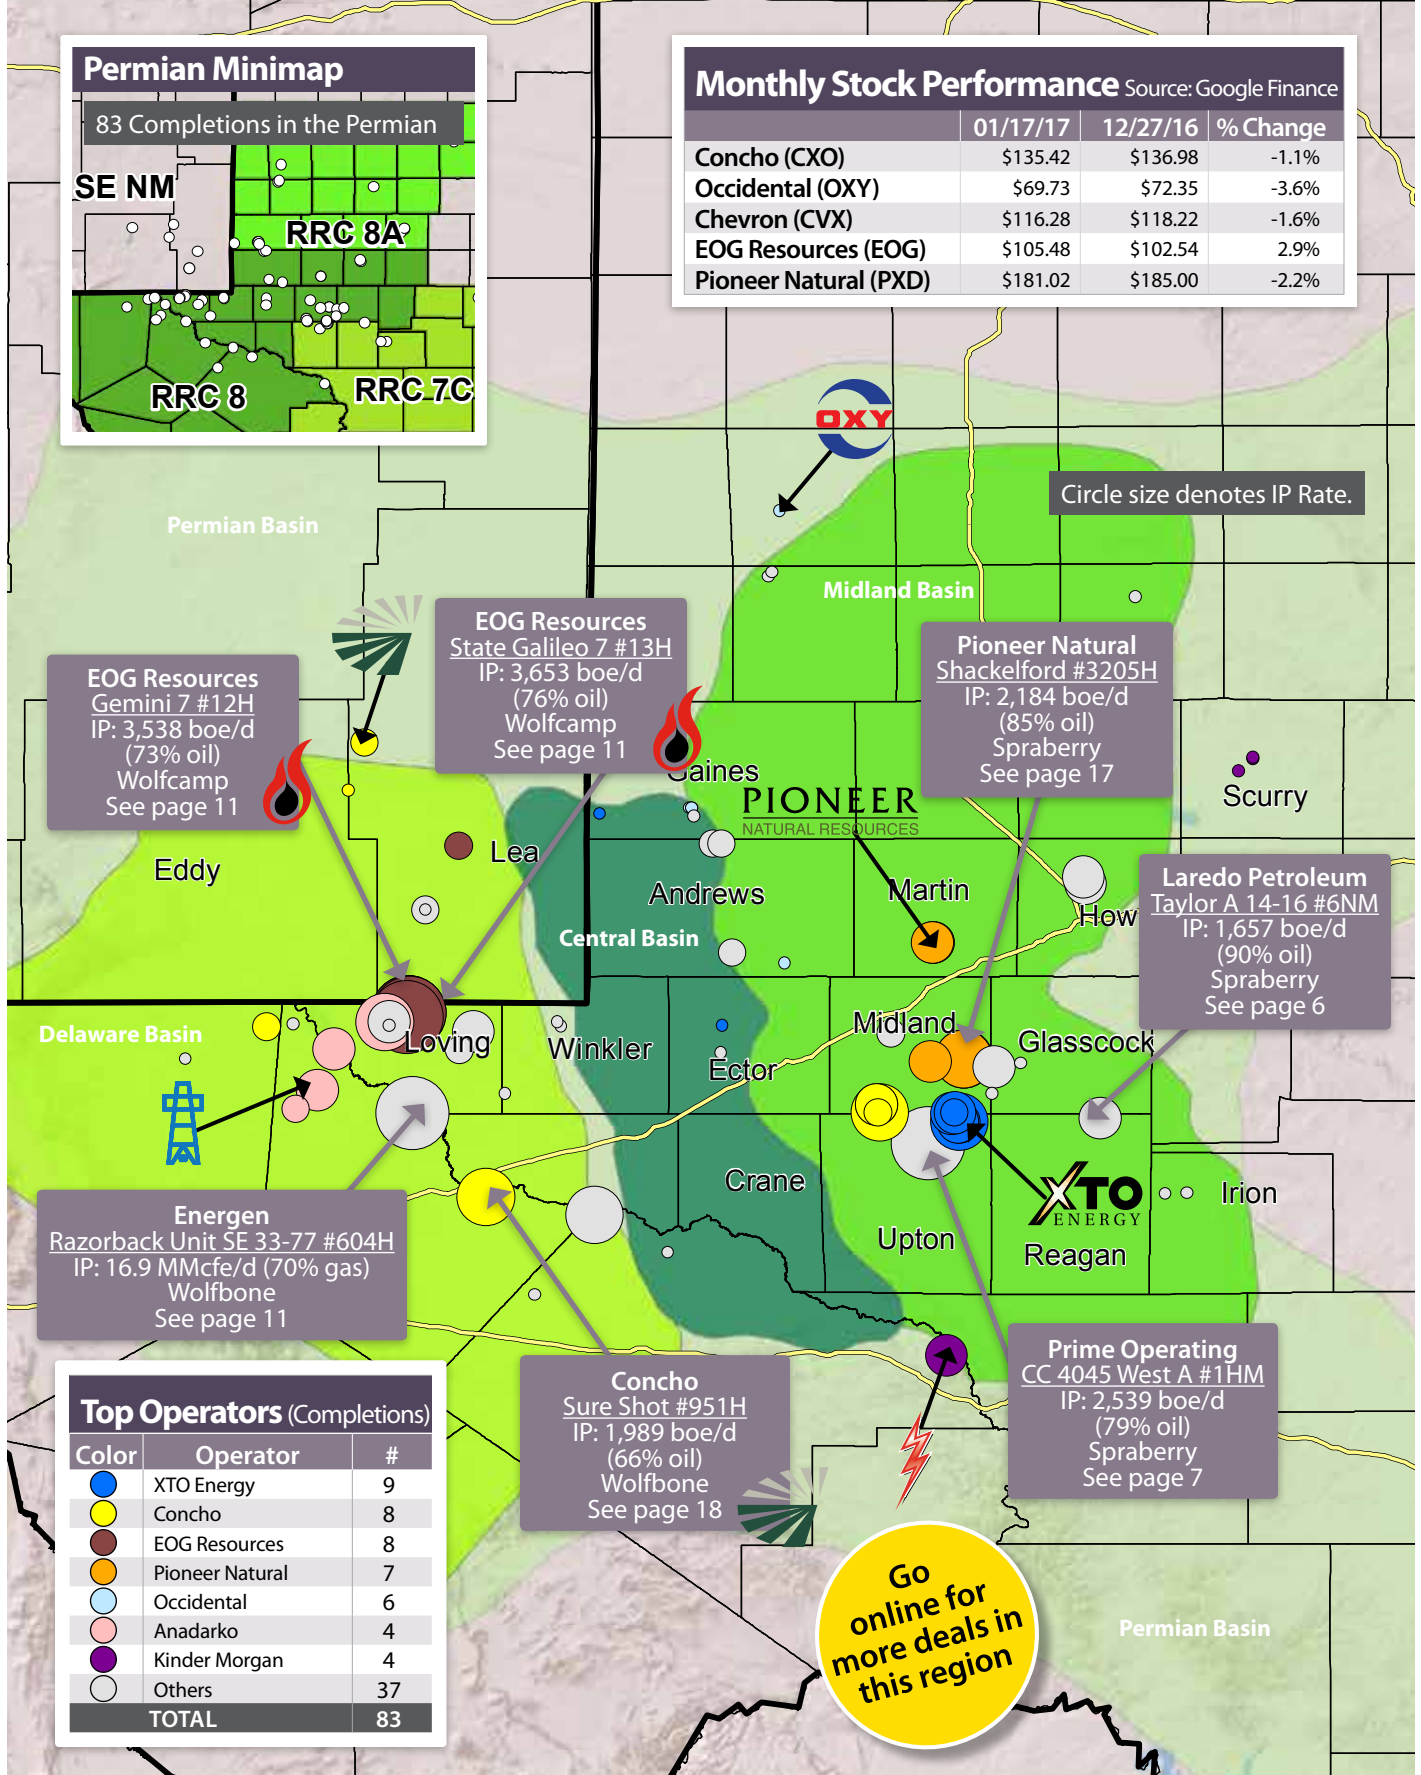 Permian Minimap
83 Completions in the Permian
SE NM
RRC 8A
RRC 8
RRC 7C
Monthly Stock Performance Source: Google Finance
01/17/17 12/27/16 % Change
Concho (CXO) $135.42 $136.98 -1.1%
Occidental (OXY) $69.73 $72.35 -3.6%
Chevron (CVX) $116.28 $118.22 -1.6%
EOG Resources (EOG) $105.48 $102.54 2.9%
Pioneer Natural (PXD) $181.02 $185.00 -2.2%
OXY
Circle size denotes IP Rate.
Permian Basin
Midland Basin
EOG Resources
Gemini 7 #12H
IP: 3,538 boe/d
(73% oil)
Wolfcamp
See page 11
EOG Resources
State Galileo 7 #13H
IP: 3,653 boe/d
(76% oil)
Wolfcamp
See page 11
Pioneer Natural
Shackelford #3205H
IP: 2,184 boe/d
(85% oil)
Spraberry
See page 17
Gaines
PIONEER
NATURAL RESOURCES
Scurry
Eddy
Lea
Andrews
Martin
How
Laredo Petroleum
Taylor A 14-16 #6NM
IP: 1,657 boe/d
(90% oil)
Spraberry
See page 6
Central Basin
Delaware Basin
Loving
Winkler
Ector
Midland
Glasscock
Crane
Upton
XTO
ENERGY
Reagan
Irion
Energen
Razorback Unit SE 33-77 #604H
IP: 16.9 MMcfe/d (70% gas)
Wolfbone
See page 11
Concho
Sure Shot #951H
IP: 1,989 boe/d
(66% oil)
Wolfbone
See page 18
Prime Operating
CC 4045 West A #1HM
IP: 2,539 boe/d
(79% oil)
Spraberry
See page 7
Top Operators (Completions)
Color Operator #
XTO Energy 9
Concho 8
EOG Resources 8
Pioneer Natural 7
Occidental 6
Anadarko 4
Kinder Morgan 4
Others 37
TOTAL 83
Go
online for
more deals in
this region
Permian Basin